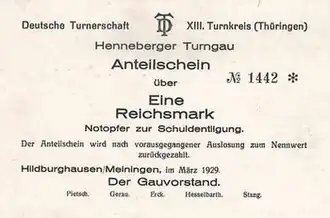 Deutsche Turnerschaft DT XIII. Turnkreis (Thüringen)
Henneberger Turngau
Anteilschein
über
№ 1442 *
Eine
Reichsmark
Notopfer zur Schuldentilgung.
Der Anteilschein wird nach vorausgegangener Auslosung zum Nennwert
zurückgezahlt.
Hildburghausen/Meiningen, im März 1929.
Der Gauvorstand.
Pietsch. Gerau. Erck. Hesselbarth. Stang.